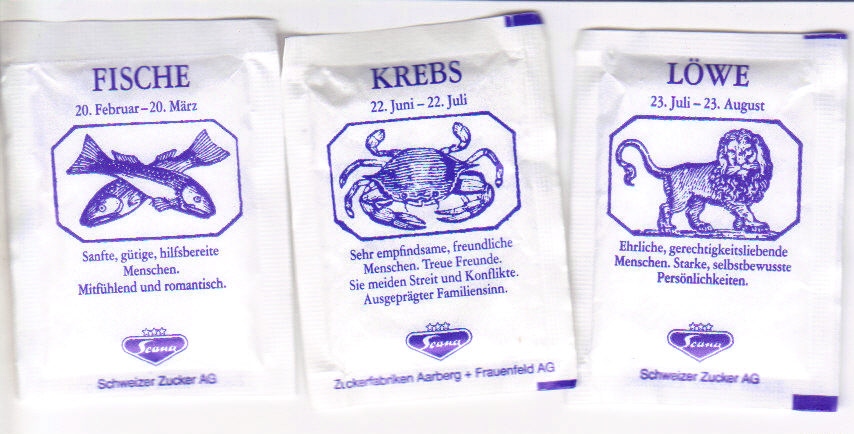 FISCHE
20. Februar–20. März
Sanfte, gütige, hilfsbereite
Menschen.
Mitfühlend und romantisch.
Scana
Schweizer Zucker AG
KREBS
22. Juni – 22. Juli
Sehr empfindsame, freundliche
Menschen. Treue Freunde.
Sie meiden Streit und Konflikte.
Ausgeprägter Familiensinn.
Scana
Zuckerfabriken Aarberg + Frauenfeld AG
LÖWE
23. Juli – 23. August
Ehrliche, gerechtigkeitsliebende
Menschen. Starke, selbstbewusste
Persönlichkeiten.
Scana
Schweizer Zucker AG